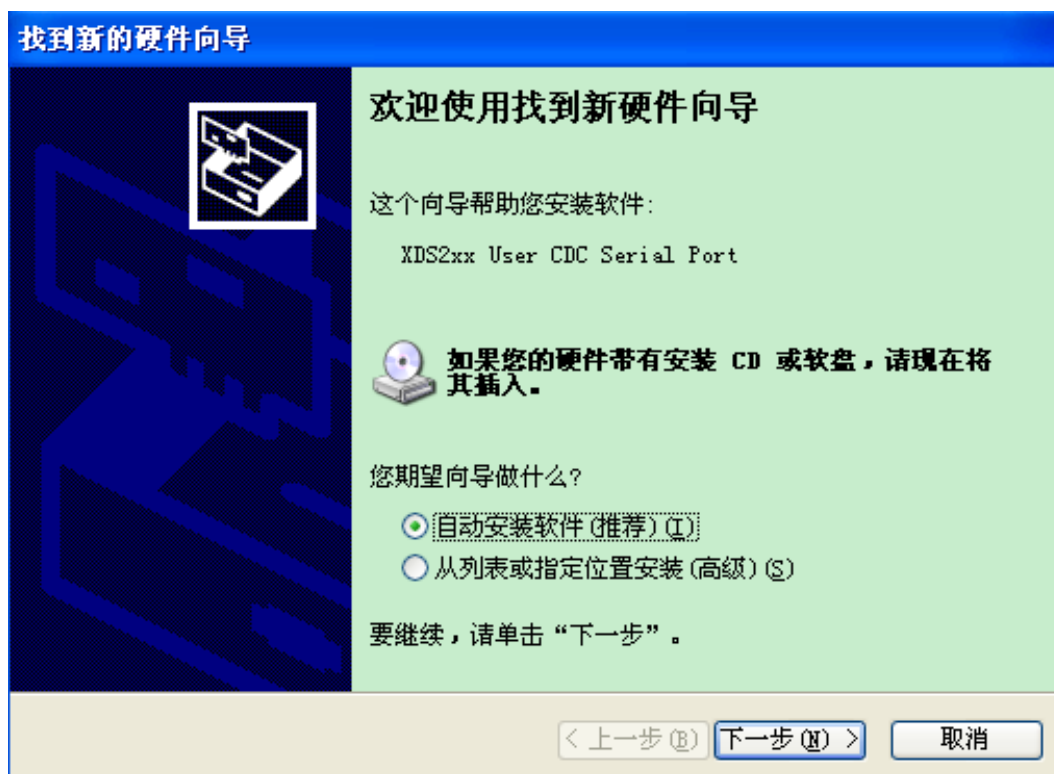 找到新的硬件向导
欢迎使用找到新硬件向导
这个向导帮助您安装软件:
XDS2xx User CDC Serial Port
如果您的硬件带有安装 CD 或软盘，请现在将
其插入。
您期望向导做什么?
自动安装软件(推荐)(I)
从列表或指定位置安装(高级)(S)
要继续，请单击“下一步”。
< 上一步(B) 下一步(N) > 取消